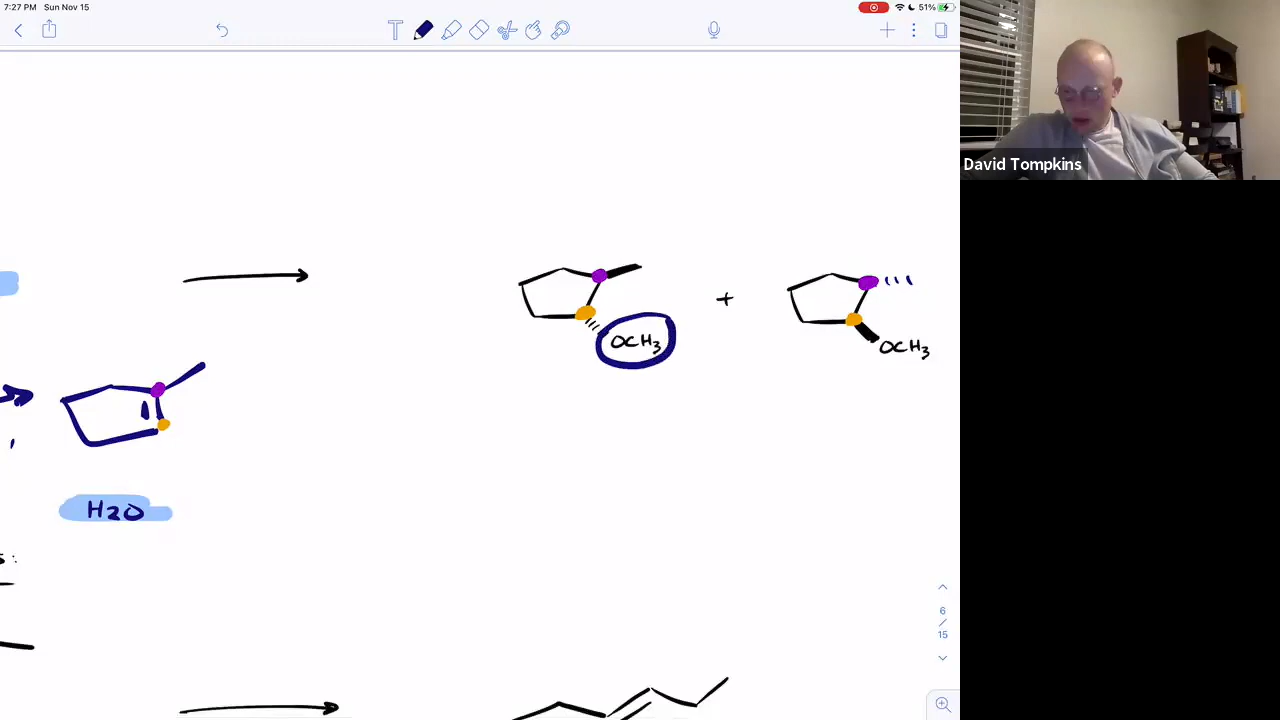 7:27 PM Sun Nov 15
51%
T
David Tompkins
+
OCH3
OCH3
H2O
s:
6
/
15